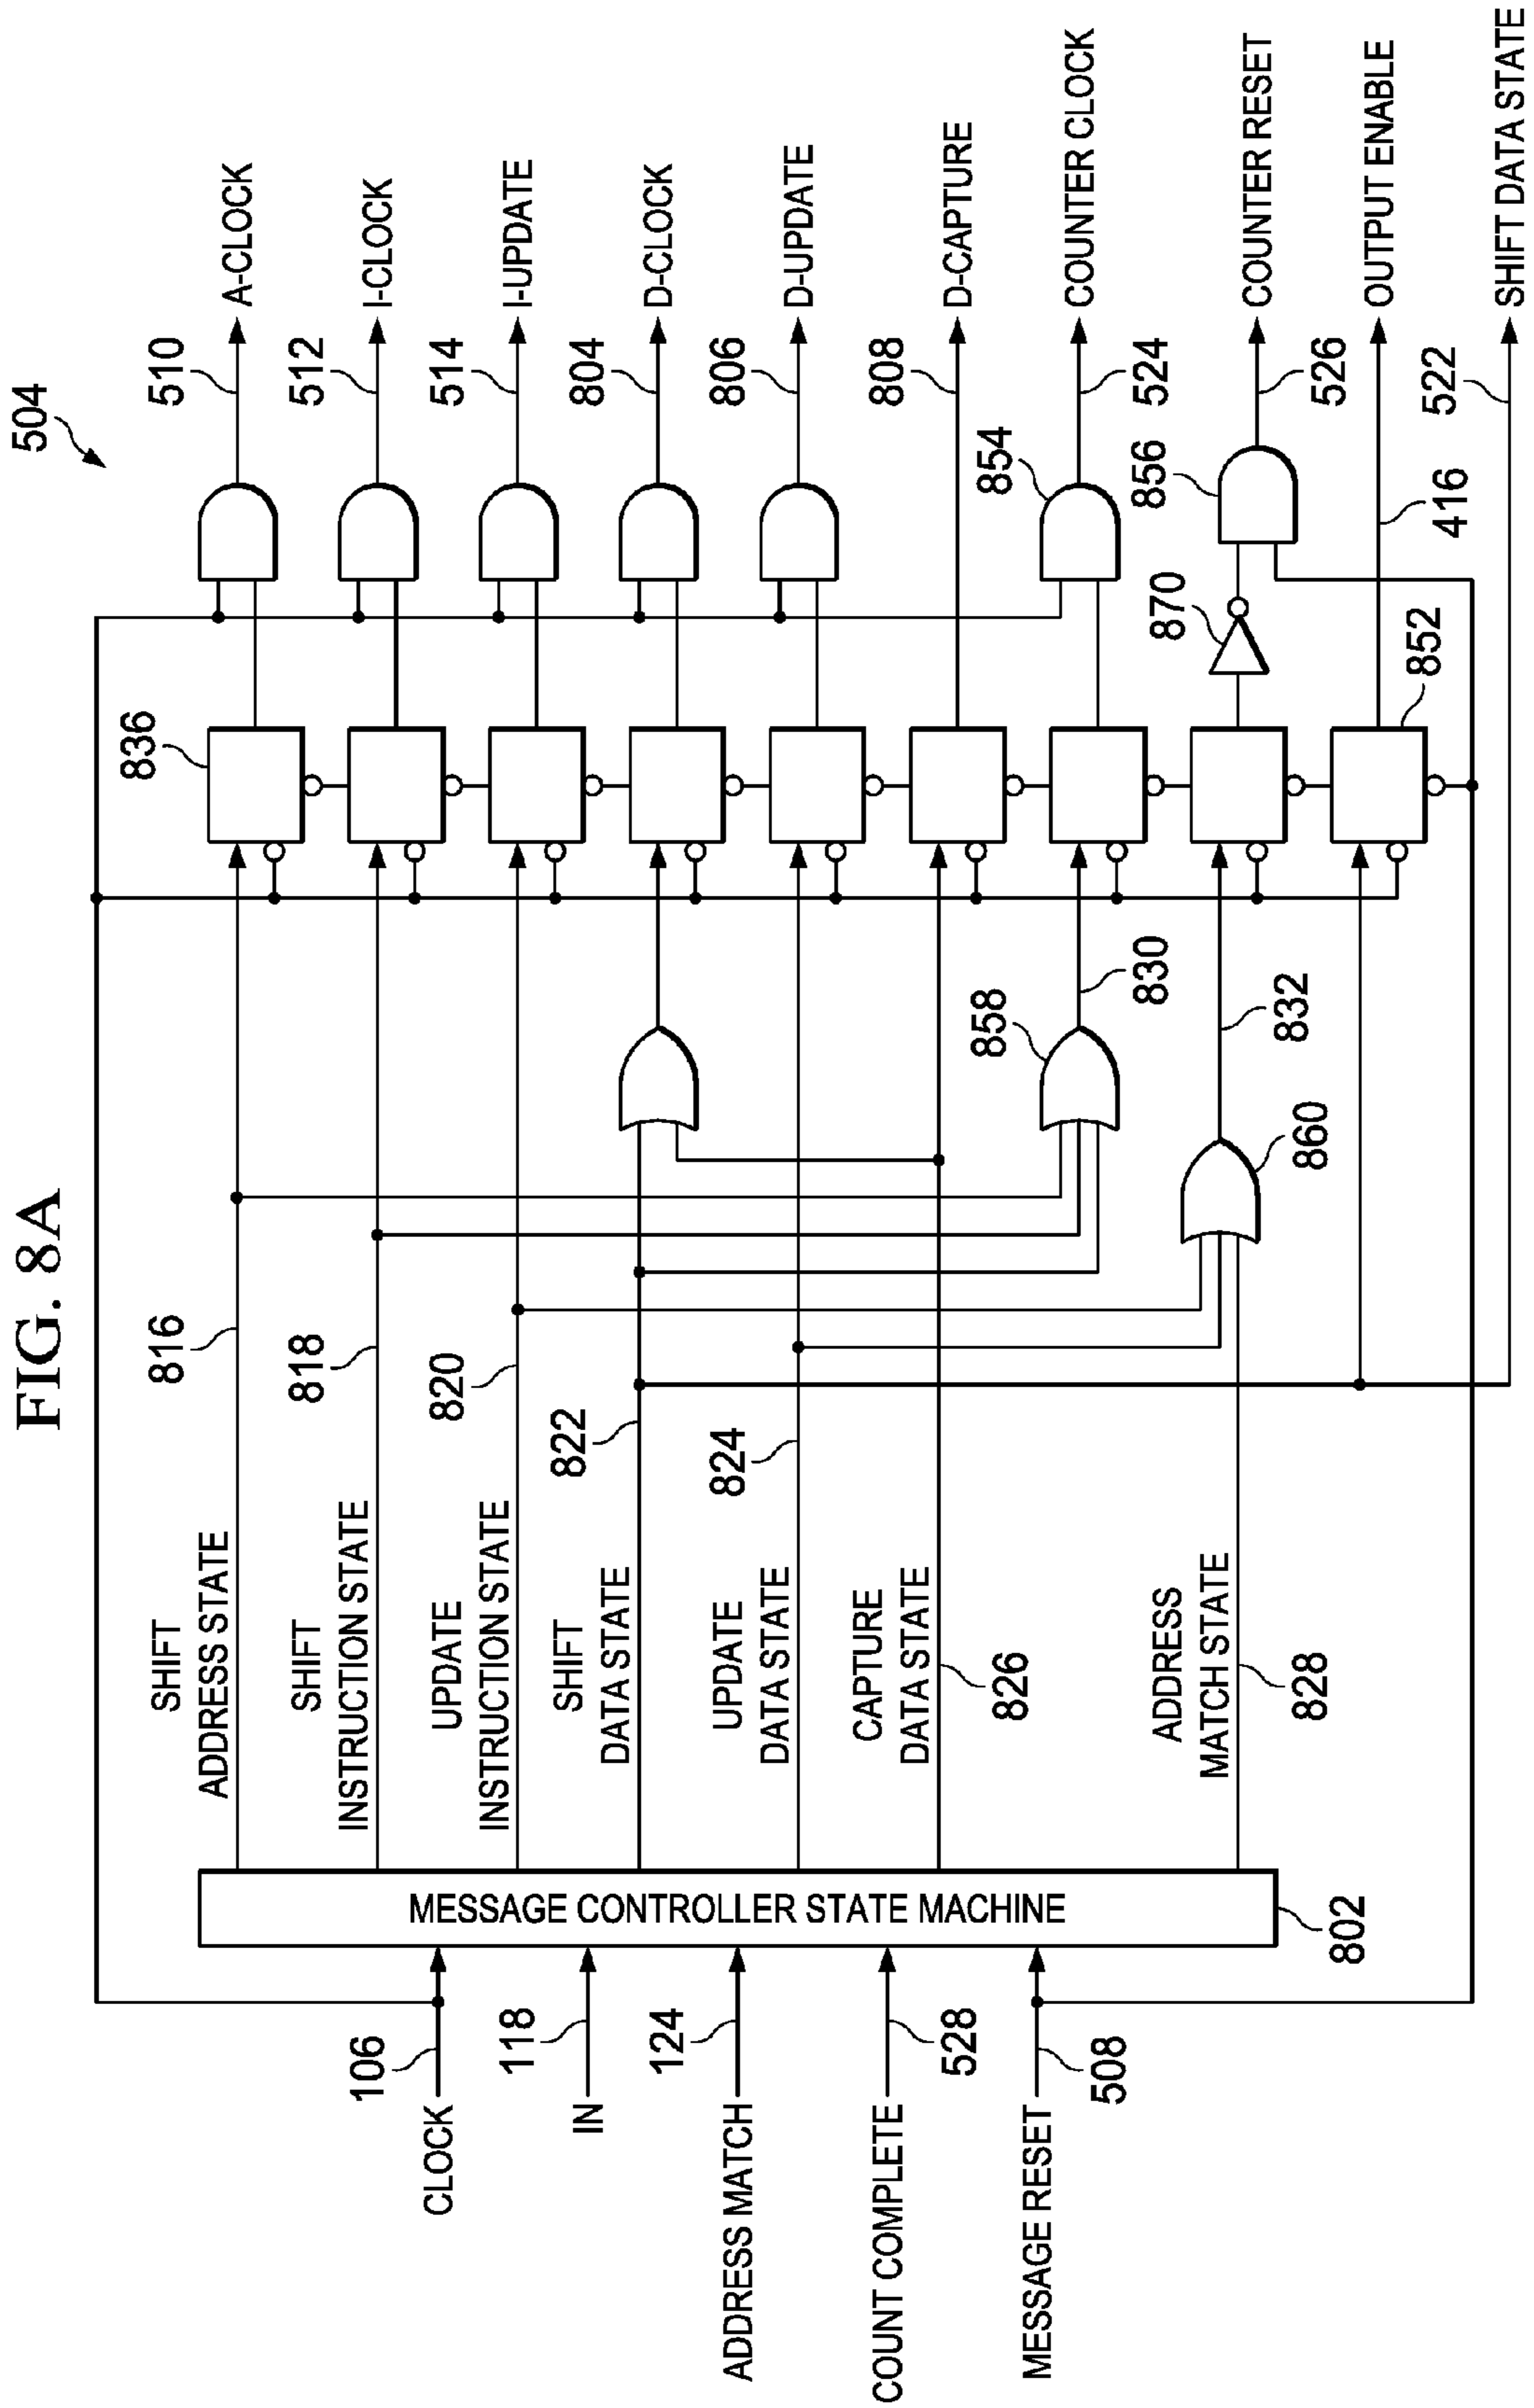 FIG. 8A
504
CLOCK
106
IN
118
ADDRESS MATCH
124
COUNT COMPLETE
528
MESSAGE RESET
508
MESSAGE CONTROLLER STATE MACHINE
802
SHIFT
ADDRESS STATE
816
SHIFT
INSTRUCTION STATE
818
UPDATE
INSTRUCTION STATE
820
SHIFT
DATA STATE
822
UPDATE
DATA STATE
824
CAPTURE
DATA STATE
826
ADDRESS
MATCH STATE
828
858
830
860
832
836
852
870
854
856
510
A-CLOCK
512
I-CLOCK
514
I-UPDATE
804
D-CLOCK
806
D-UPDATE
808
D-CAPTURE
524
COUNTER CLOCK
526
COUNTER RESET
416
OUTPUT ENABLE
522
SHIFT DATA STATE